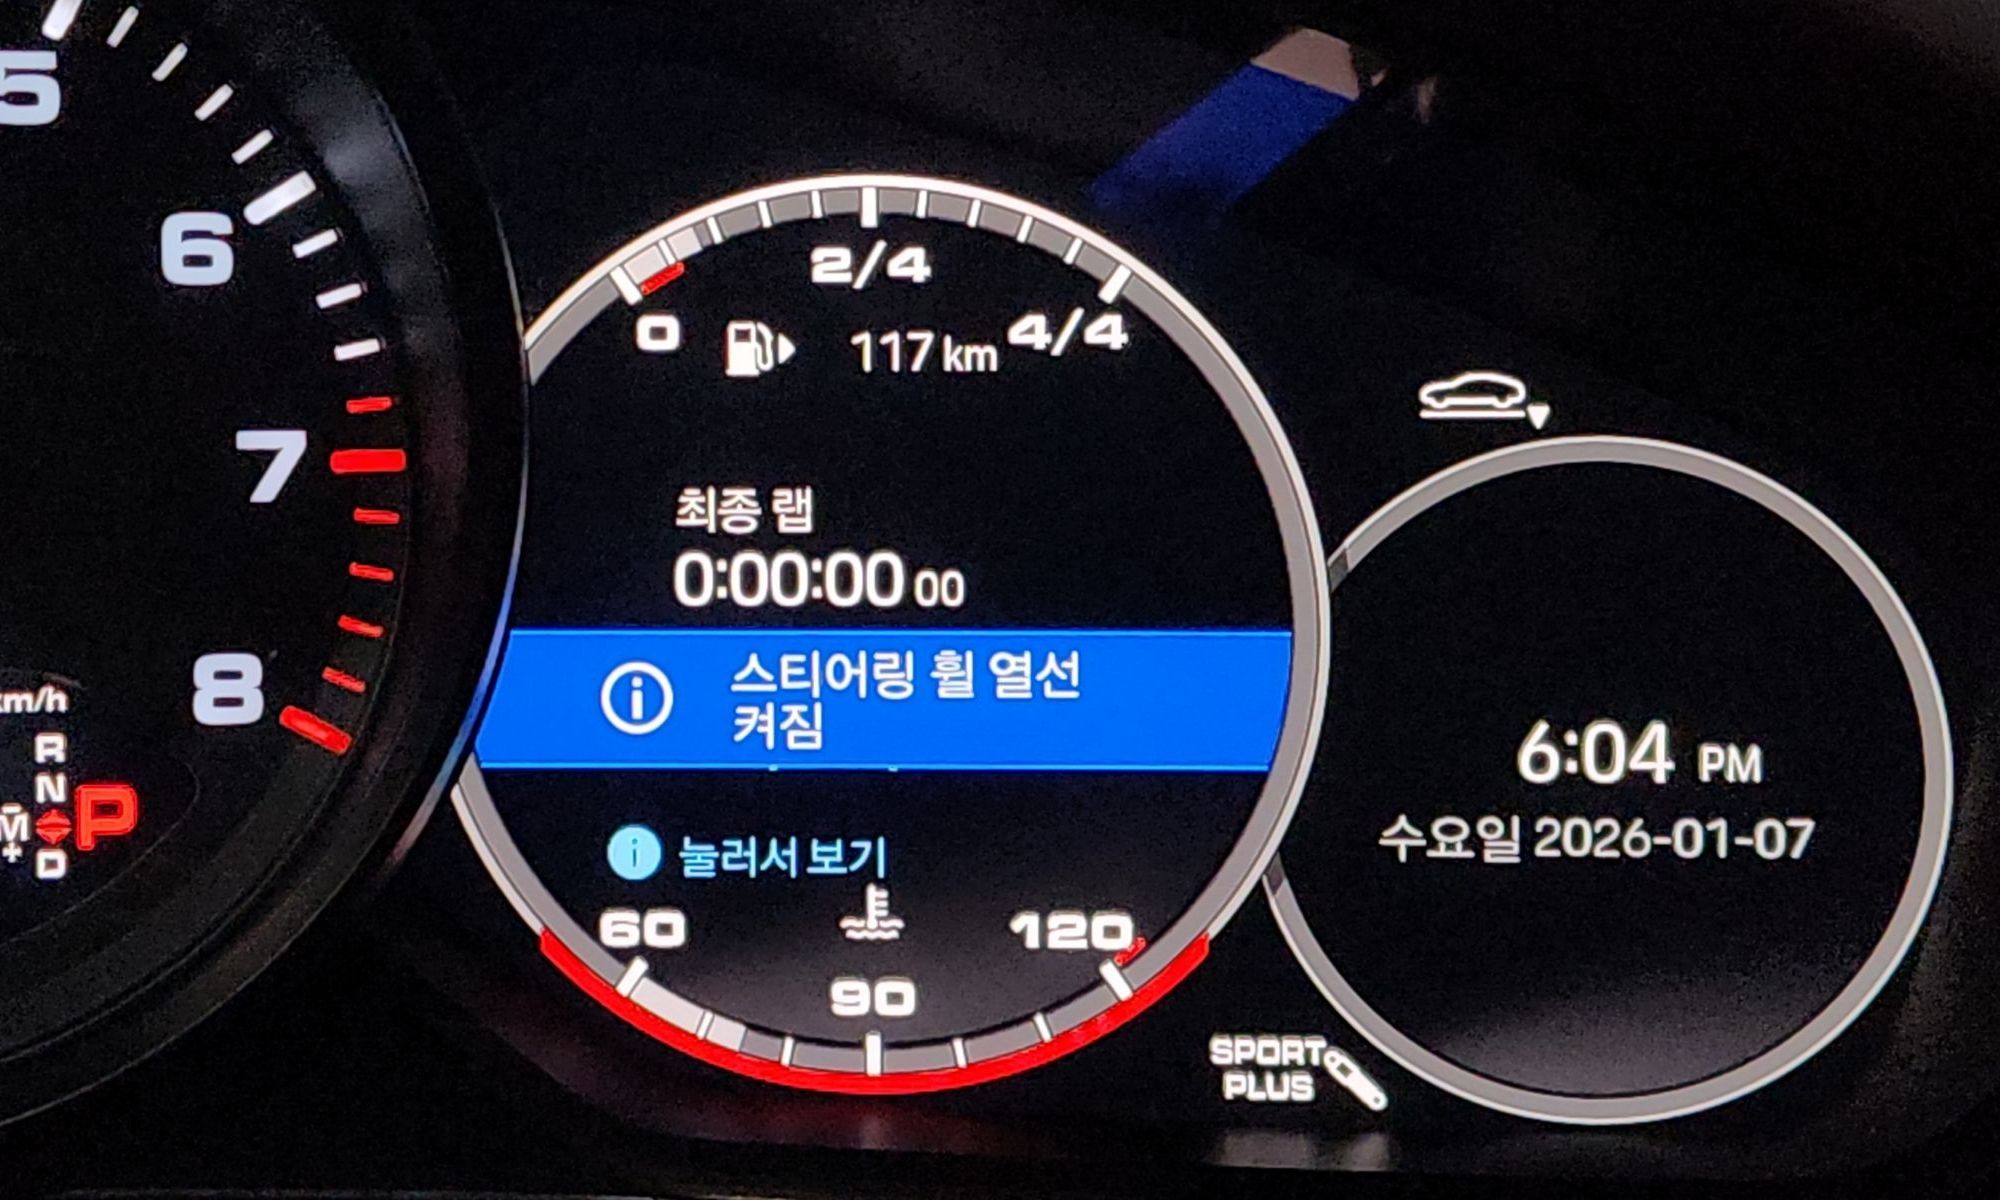 5
6
7
8
km/h
R
N
M
+
D
P
2/4
0
117 km
4/4
최종 랩
0:00:00 00
스티어링 휠 열선
켜짐
눌러서 보기
60
120
90
6:04 PM
수요일 2026-01-07
SPORT
PLUS